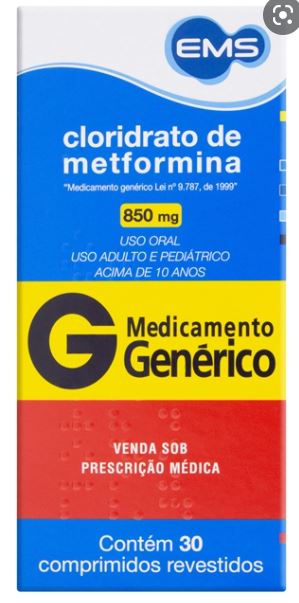 EMS
cloridrato de
metformina
"Medicamento genérico Lei nº 9.787, de 1999"
850 mg
USO ORAL
USO ADULTO E PEDIÁTRICO
ACIMA DE 10 ANOS
G Medicamento
Genérico
VENDA SOB
PRESCRIÇÃO MÉDICA
Contém 30
comprimidos revestidos